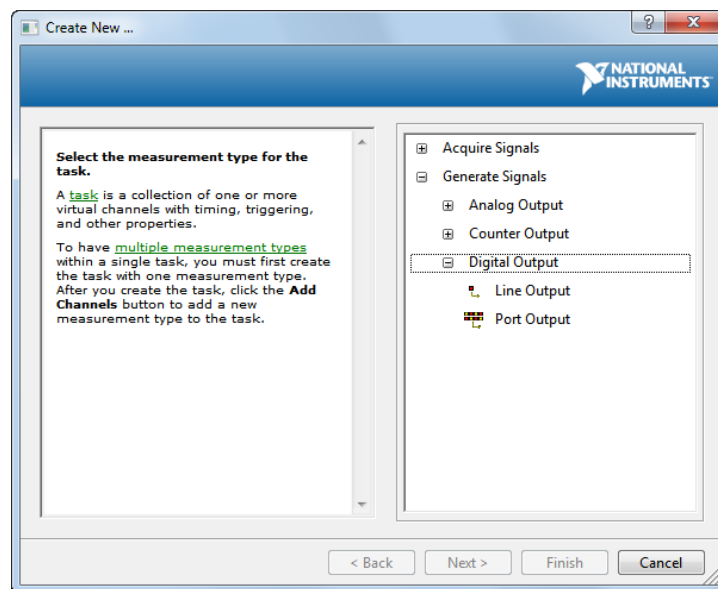 Create New ...
NATIONAL
INSTRUMENTS
Select the measurement type for the
task.
A task is a collection of one or more
virtual channels with timing, triggering,
and other properties.
To have multiple measurement types
within a single task, you must first create
the task with one measurement type.
After you create the task, click the Add
Channels button to add a new
measurement type to the task.
Acquire Signals
Generate Signals
Analog Output
Counter Output
Digital Output
Line Output
Port Output
< Back
Next >
Finish
Cancel